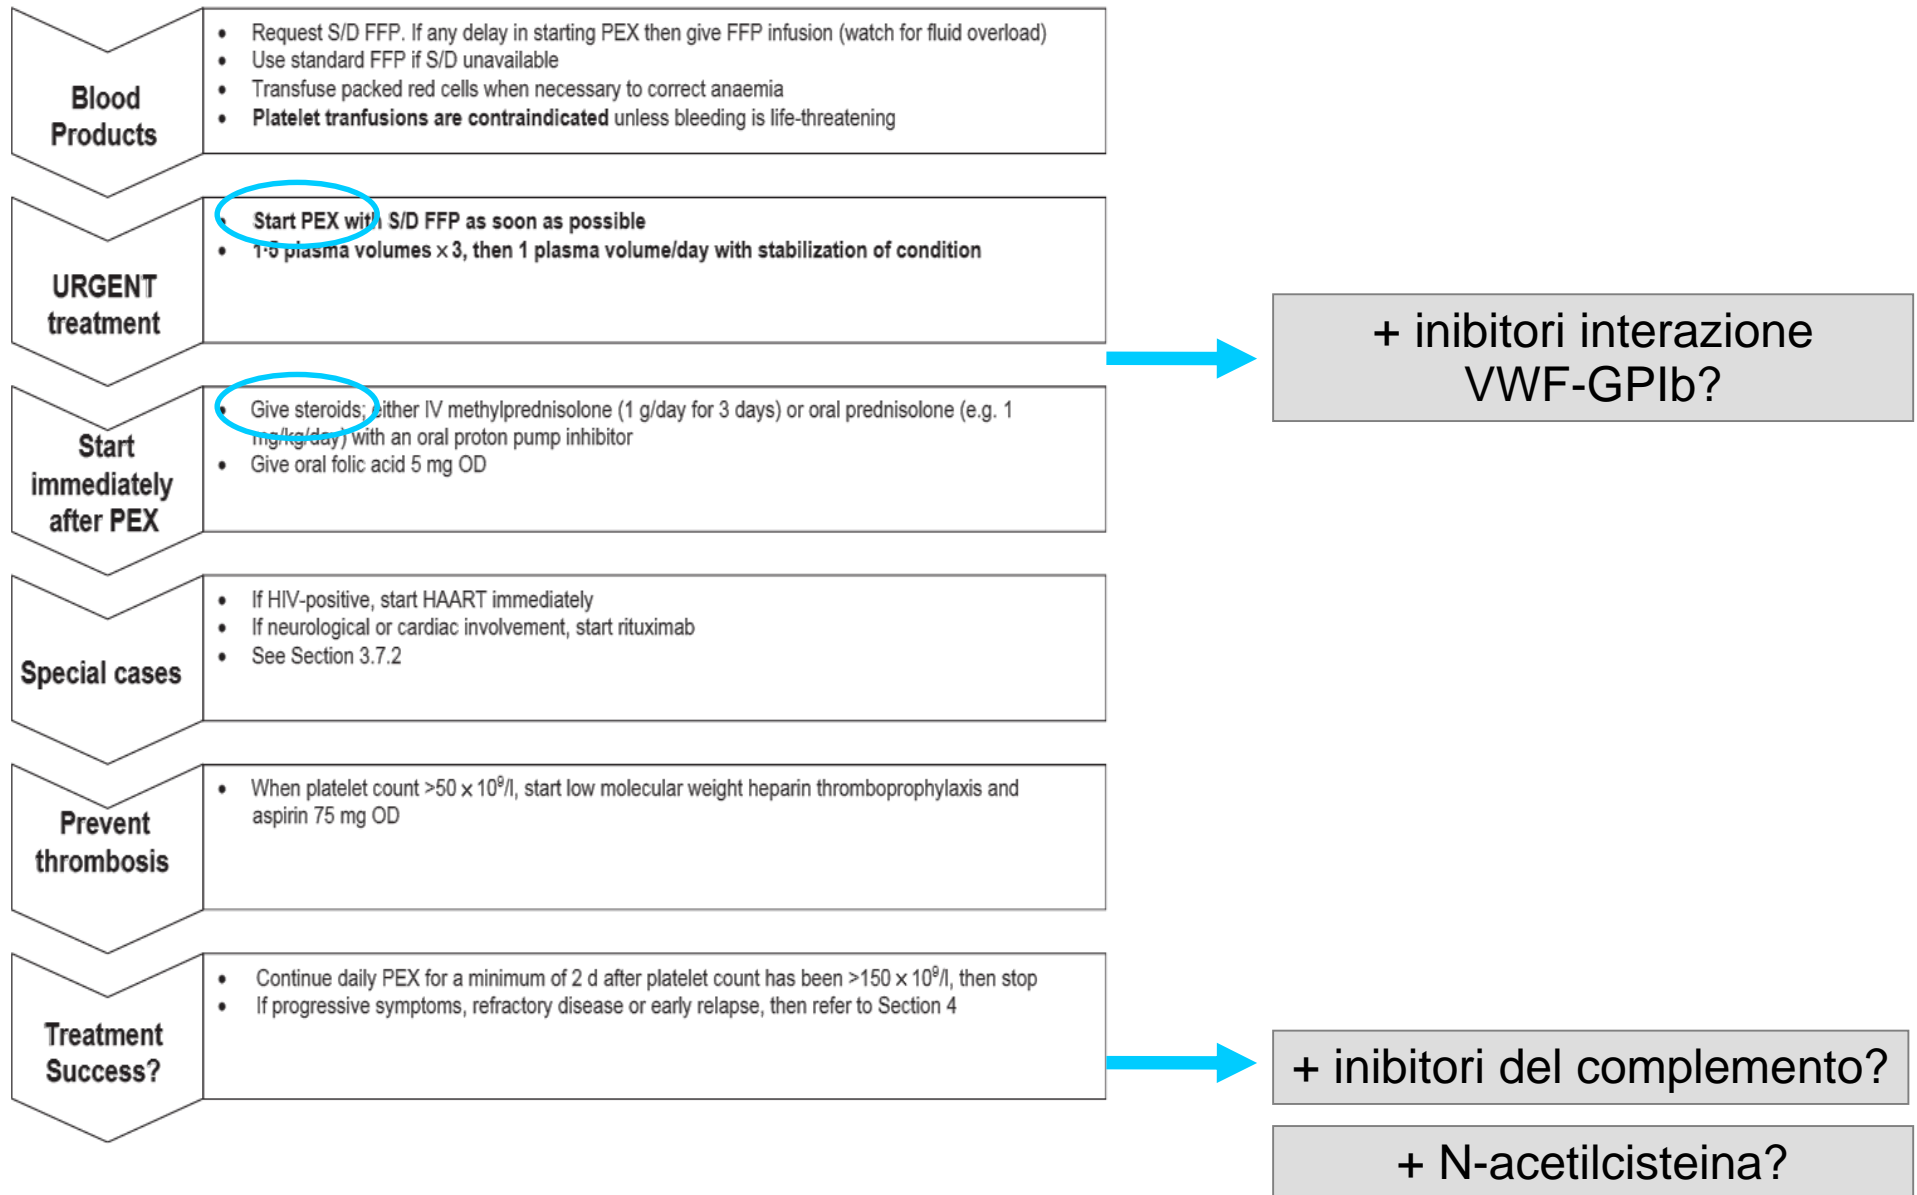 Blood
Products
• Request S/D FFP. If any delay in starting PEX then give FFP infusion (watch for fluid overload)
• Use standard FFP if S/D unavailable
• Transfuse packed red cells when necessary to correct anaemia
• Platelet tranfusions are contraindicated unless bleeding is life-threatening
URGENT
treatment
• Start PEX with S/D FFP as soon as possible
• 1·5 plasma volumes × 3, then 1 plasma volume/day with stabilization of condition
+ inibitori interazione
VWF-GPIb?
Start
immediately
after PEX
• Give steroids; either IV methylprednisolone (1 g/day for 3 days) or oral prednisolone (e.g. 1
mg/kg/day) with an oral proton pump inhibitor
• Give oral folic acid 5 mg OD
Special cases
• If HIV-positive, start HAART immediately
• If neurological or cardiac involvement, start rituximab
• See Section 3.7.2
Prevent
thrombosis
• When platelet count >50 × 10⁹/l, start low molecular weight heparin thromboprophylaxis and
aspirin 75 mg OD
Treatment
Success?
• Continue daily PEX for a minimum of 2 d after platelet count has been >150 × 10⁹/l, then stop
• If progressive symptoms, refractory disease or early relapse, then refer to Section 4
+ inibitori del complemento?
+ N-acetilcisteina?